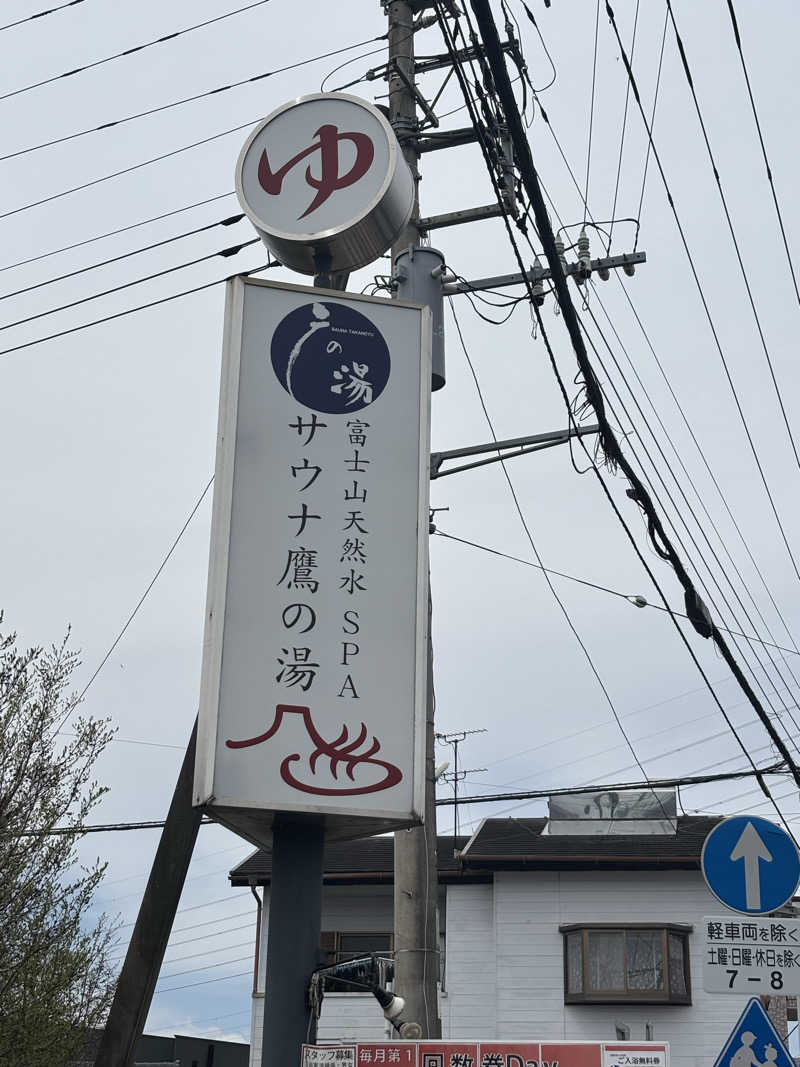 ゆ
SAUNA TAKANOYU
の
湯
富士山天然水SPA
サウナ鷹の湯
軽車両を除く
土曜・日曜・休日を除く
7-8
スタッフ募集
毎月第1
回数券Day
ご入浴無料